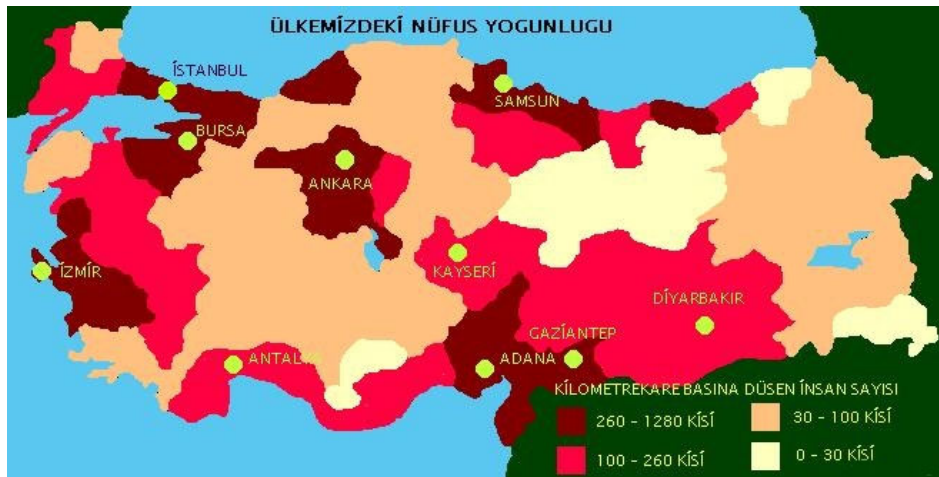 ÜLKEMİZDEKİ NÜFUS YOGUNLUGU
İSTANBUL
SAMSUN
BURSA
ANKARA
İZMİR
KAYSERİ
DİYARBAKIR
GAZİANTEP
ANTALYA
ADANA
KİLOMETREKARE BASINA DÜSEN İNSAN SAYISI
260 - 1280 KİSİ
30 - 100 KİSİ
100 - 260 KİSİ
0 - 30 KİSİ